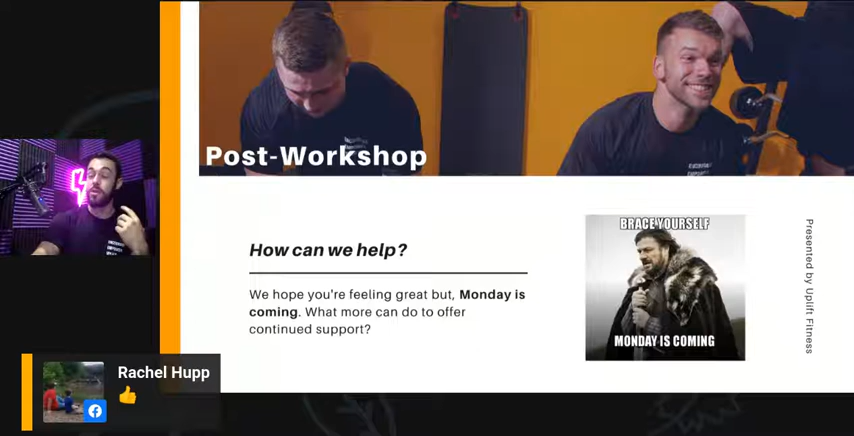 Post-Workshop
How can we help?
We hope you're feeling great but, Monday is
coming. What more can do to offer
continued support?
BRACE YOURSELF
MONDAY IS COMING
Presented by Uplift Fitness
Rachel Hupp
👍